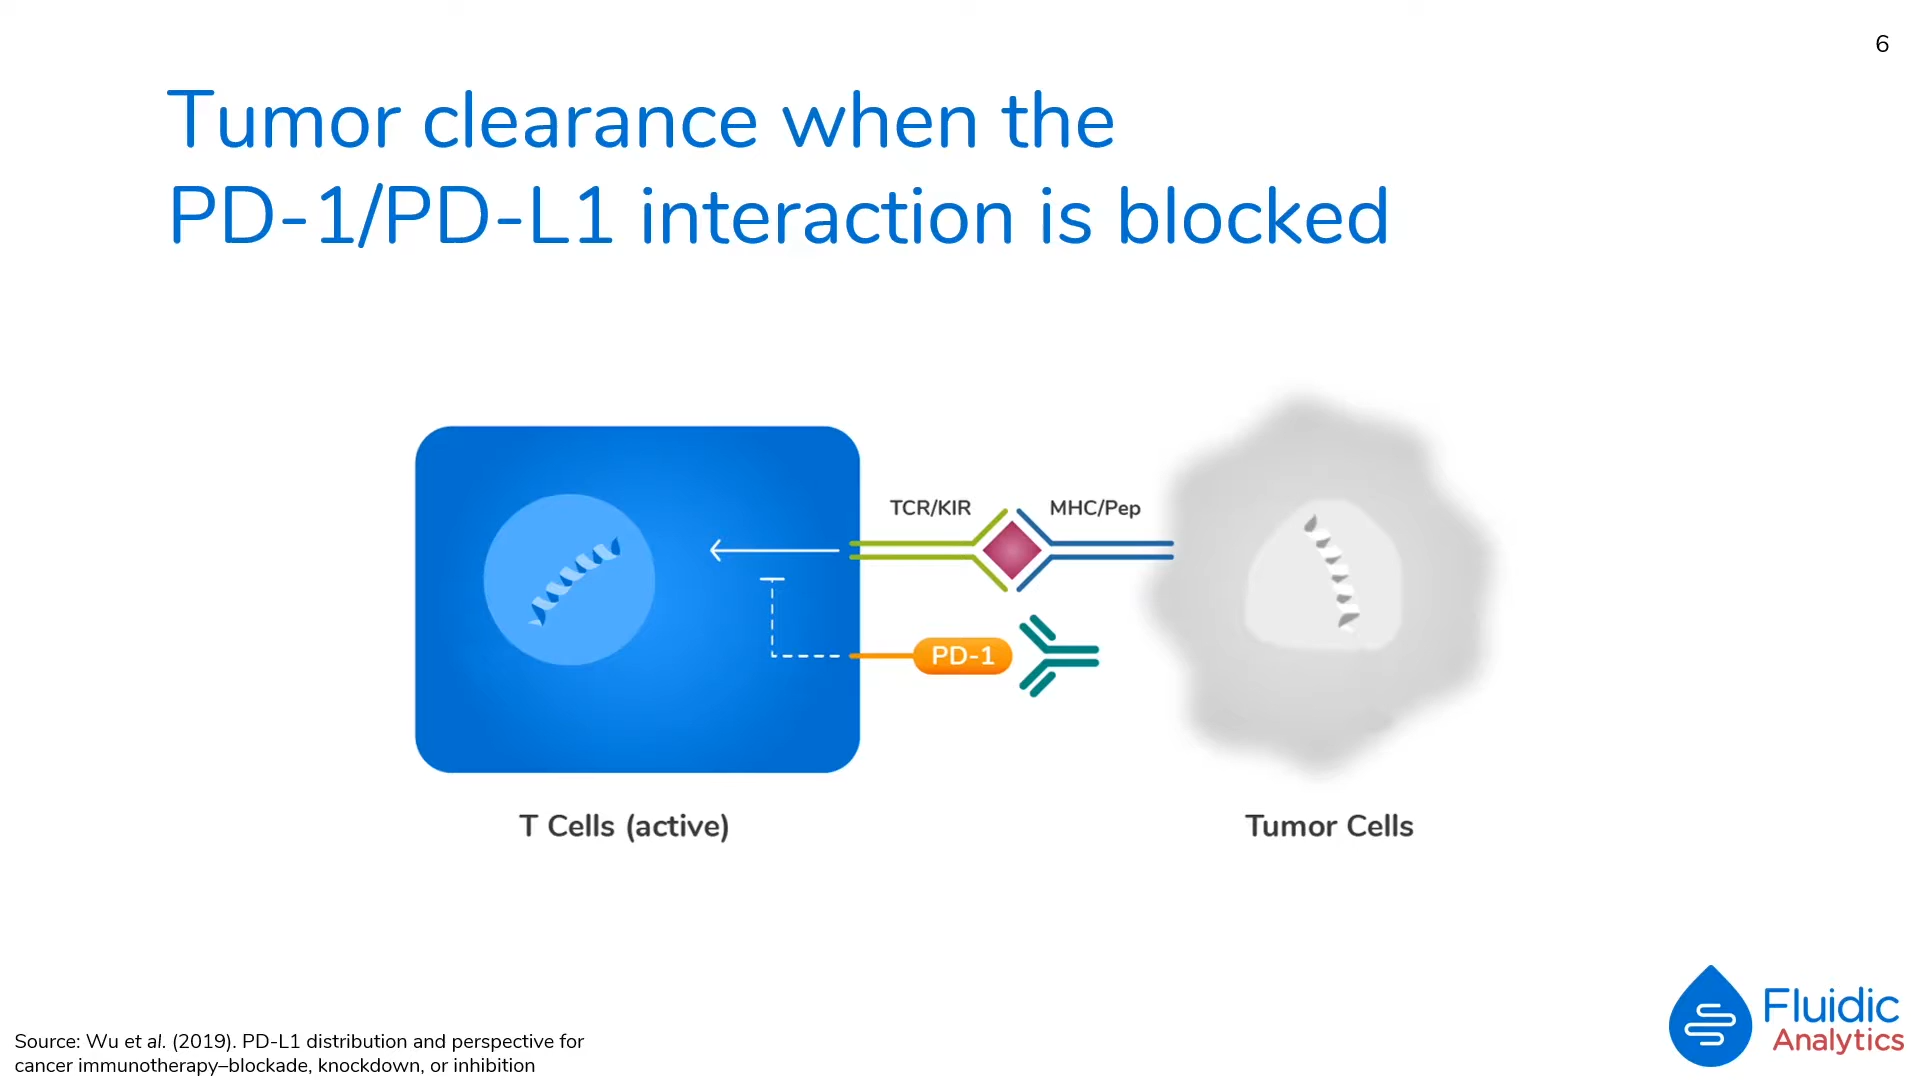 6
Tumor clearance when the
PD-1/PD-L1 interaction is blocked
TCR/KIR
MHC/Pep
PD-1
T Cells (active)
Tumor Cells
Source: Wu et al. (2019). PD-L1 distribution and perspective for
cancer immunotherapy–blockade, knockdown, or inhibition
Fluidic
Analytics